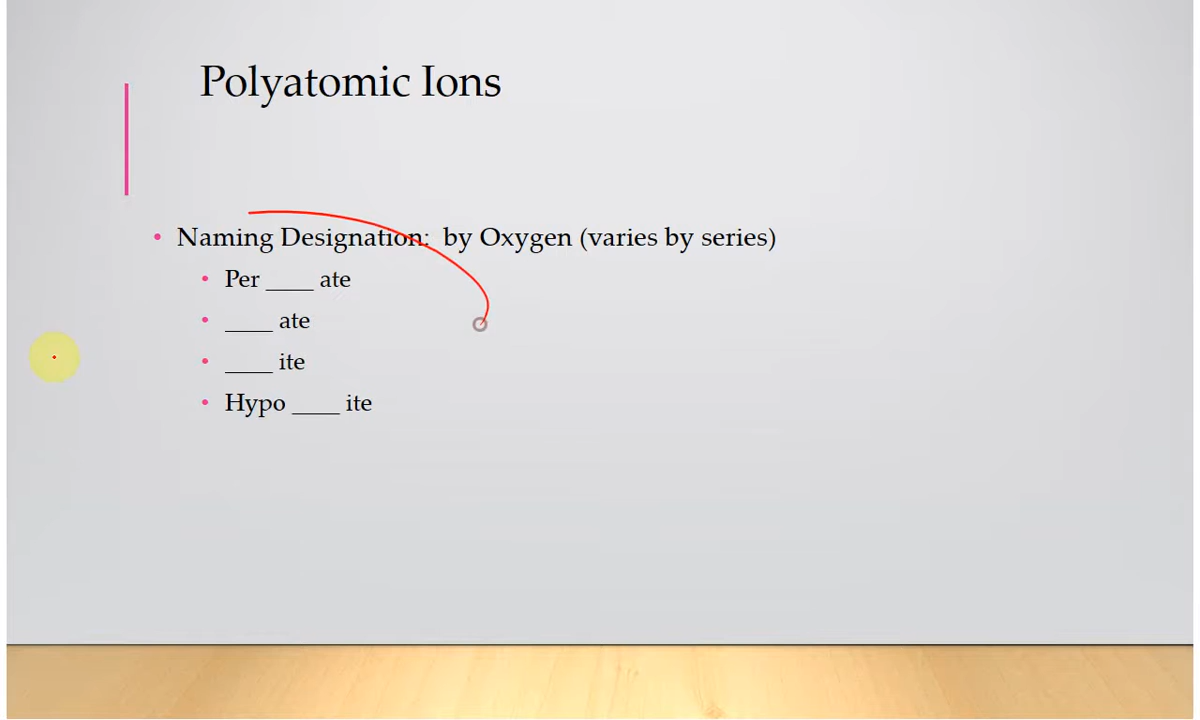 Polyatomic Ions
• Naming Designation: by Oxygen (varies by series)
• Per ____ ate
• ____ ate
• ____ ite
• Hypo ____ ite